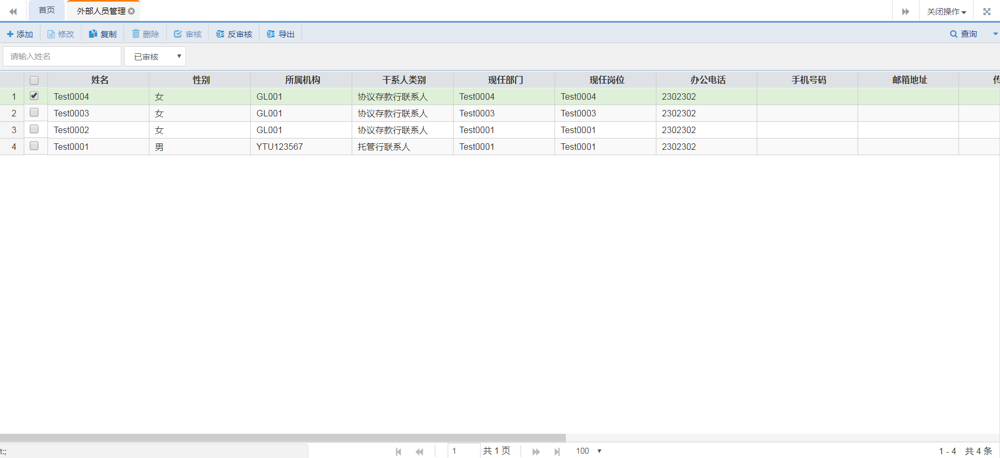 首页 外部人员管理 关闭操作
添加 修改 复制 删除 审核 反审核 导出 查询
请输入姓名 已审核
姓名 性别 所属机构 干系人类别 现任部门 现任岗位 办公电话 手机号码 邮箱地址 传
1 Test0004 女 GL001 协议存款行联系人 Test0004 Test0004 2302302
2 Test0003 女 GL001 协议存款行联系人 Test0003 Test0003 2302302
3 Test0002 女 GL001 协议存款行联系人 Test0001 Test0001 2302302
4 Test0001 男 YTU123567 托管行联系人 Test0001 Test0001 2302302
t:; 1 共 1 页 100 1 - 4 共 4 条